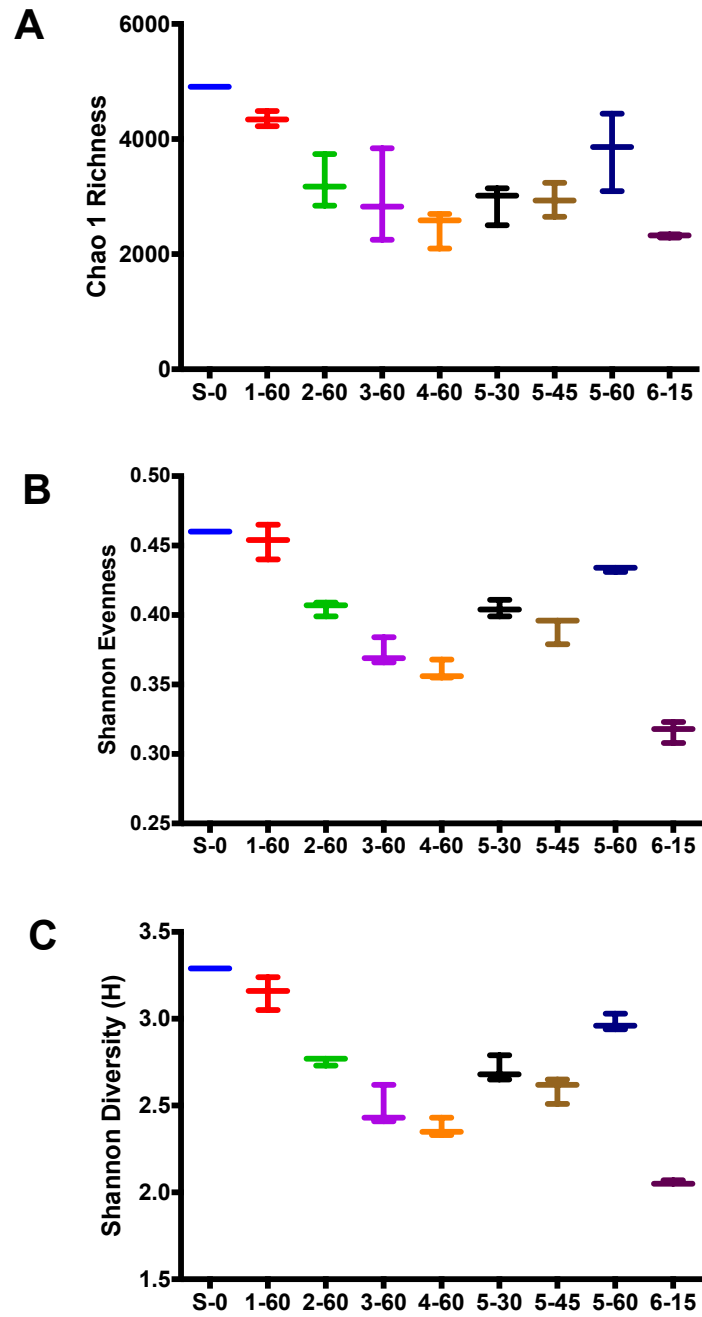 A
Chao 1 Richness
6000
4000
2000
0
S-0 1-60 2-60 3-60 4-60 5-30 5-45 5-60 6-15
B
Shannon Evenness
0.50
0.45
0.40
0.35
0.30
0.25
S-0 1-60 2-60 3-60 4-60 5-30 5-45 5-60 6-15
C
Shannon Diversity (H)
3.5
3.0
2.5
2.0
1.5
S-0 1-60 2-60 3-60 4-60 5-30 5-45 5-60 6-15